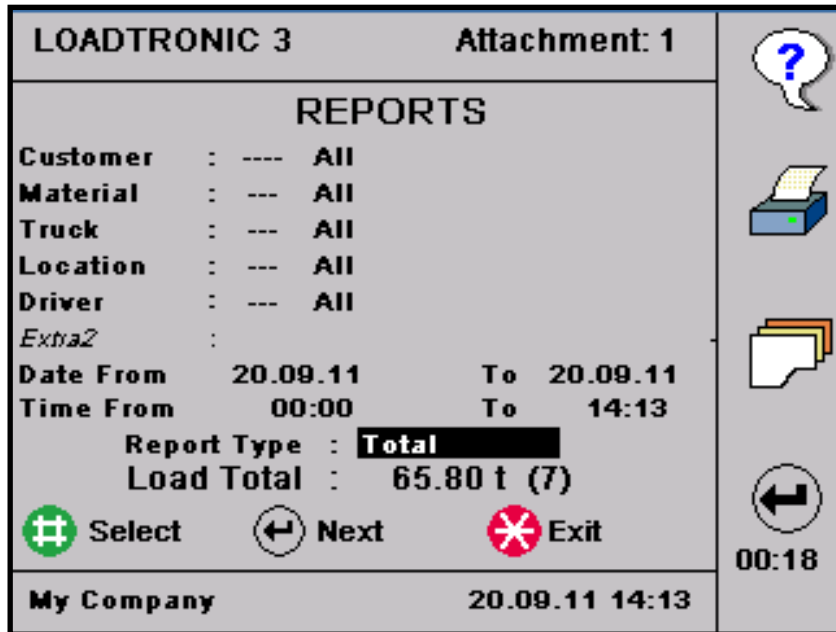 LOADTRONIC 3 Attachment: 1
?
REPORTS
Customer : ---- All
Material : --- All
Truck : --- All
Location : --- All
Driver : --- All
Extra2 :
Date From 20.09.11 To 20.09.11
Time From 00:00 To 14:13
Report Type : Total
Load Total : 65.80 t (7)
# Select Next * Exit
00:18
My Company 20.09.11 14:13